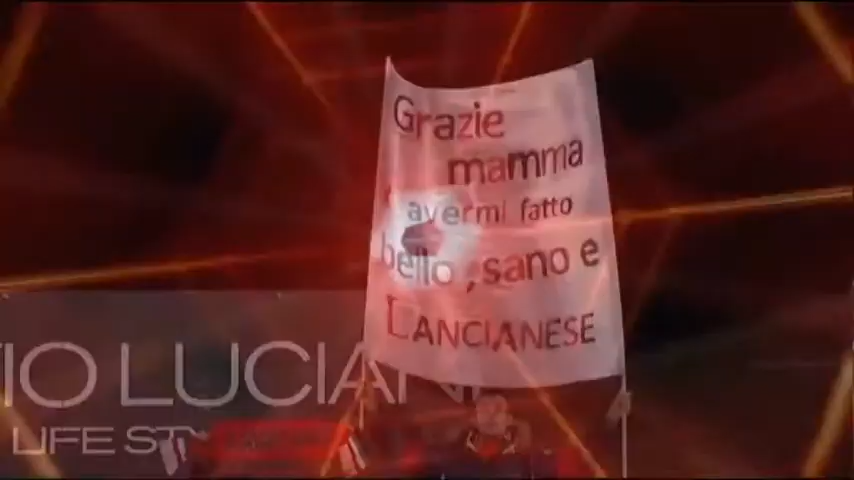 Grazie
mamma
avermi fatto
bello, sano e
LANCIANESE
IO LUCIAN
LIFE ST